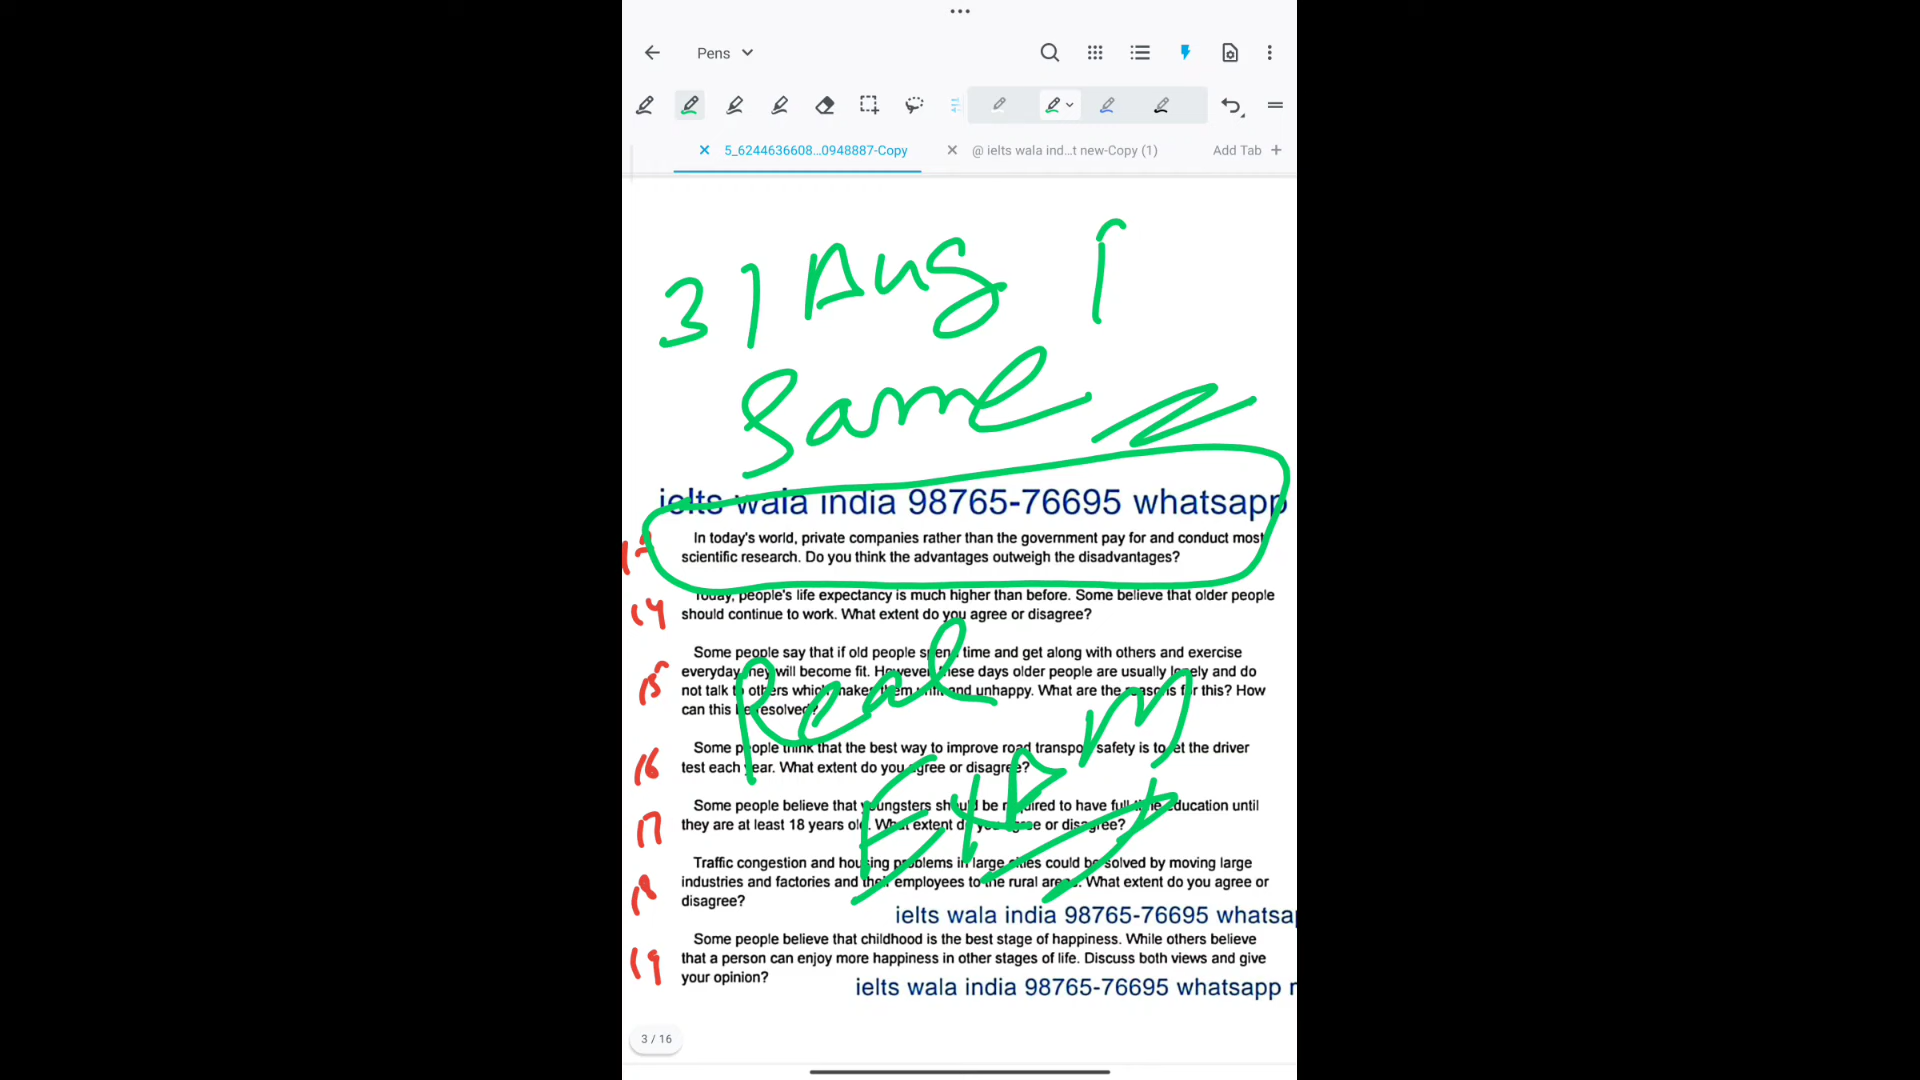 Pens
5_6244636608...0948887-Copy
@ ielts wala ind...t new-Copy (1)
Add Tab +
31 Aug
Same
ielts wala india 98765-76695 whatsapp
In today's world, private companies rather than the government pay for and conduct most
scientific research. Do you think the advantages outweigh the disadvantages?
14 Today, people's life expectancy is much higher than before. Some believe that older people
should continue to work. What extent do you agree or disagree?
15 Some people say that if old people spend time and get along with others and exercise
everyday they will become fit. However these days older people are usually lonely and do
not talk to others which makes them unfit and unhappy. What are the reasons for this? How
can this be resolved?
Real
16 Some people think that the best way to improve road transport safety is to let the driver
test each year. What extent do you agree or disagree?
Exam
17 Some people believe that youngsters should be required to have full-time education until
they are at least 18 years old. What extent do you agree or disagree?
18 Traffic congestion and housing problems in large cities could be solved by moving large
industries and factories and their employees to the rural areas. What extent do you agree or
disagree?
ielts wala india 98765-76695 whatsa
19 Some people believe that childhood is the best stage of happiness. While others believe
that a person can enjoy more happiness in other stages of life. Discuss both views and give
your opinion?
ielts wala india 98765-76695 whatsapp
3 / 16